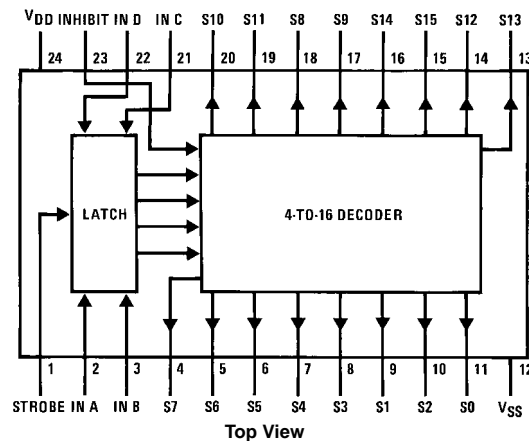 VDD INHIBIT IN D IN C S10 S11 S8 S9 S14 S15 S12 S13
24 23 22 21 20 19 18 17 16 15 14 13
LATCH 4-TO-16 DECODER
1 2 3 4 5 6 7 8 9 10 11 12
STROBE IN A IN B S7 S6 S5 S4 S3 S1 S2 S0 VSS
Top View